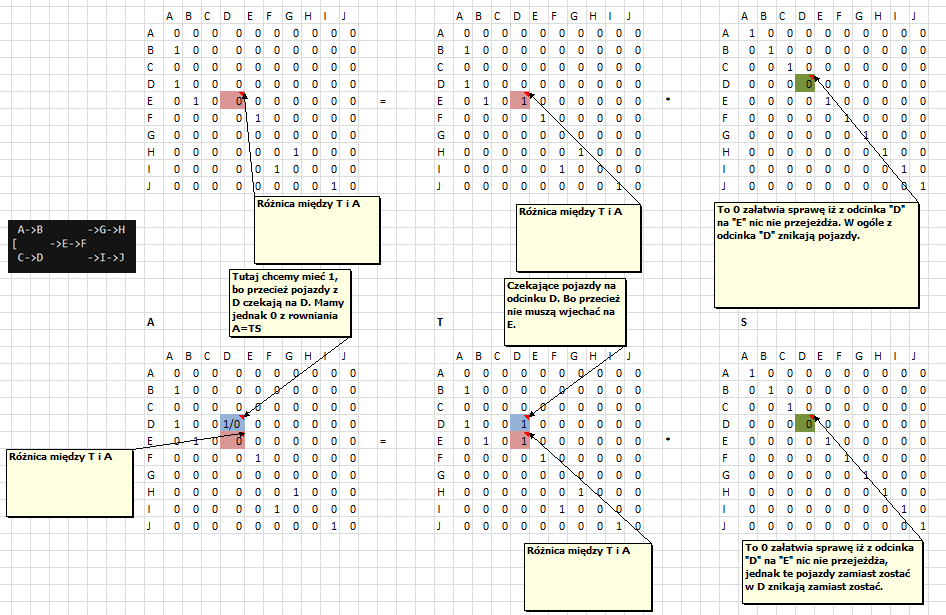 A B C D E F G H I J A B C D E F G H I J A B C D E F G H I J
A 0 0 0 0 0 0 0 0 0 0 A 0 0 0 0 0 0 0 0 0 0 A 1 0 0 0 0 0 0 0 0 0
B 1 0 0 0 0 0 0 0 0 0 B 1 0 0 0 0 0 0 0 0 0 B 0 1 0 0 0 0 0 0 0 0
C 0 0 0 0 0 0 0 0 0 0 C 0 0 0 0 0 0 0 0 0 0 C 0 0 1 0 0 0 0 0 0 0
D 1 0 0 0 0 0 0 0 0 0 D 1 0 0 0 0 0 0 0 0 0 D 0 0 0 0 0 0 0 0 0 0
E 0 1 0 0 0 0 0 0 0 0 = E 0 1 0 1 0 0 0 0 0 0 * E 0 0 0 0 1 0 0 0 0 0
F 0 0 0 0 1 0 0 0 0 0 F 0 0 0 0 1 0 0 0 0 0 F 0 0 0 0 0 1 0 0 0 0
G 0 0 0 0 0 0 0 0 0 0 G 0 0 0 0 0 0 0 0 0 0 G 0 0 0 0 0 0 1 0 0 0
H 0 0 0 0 0 0 1 0 0 0 H 0 0 0 0 0 0 1 0 0 0 H 0 0 0 0 0 0 0 1 0 0
I 0 0 0 0 0 1 0 0 0 0 I 0 0 0 0 0 1 0 0 0 0 I 0 0 0 0 0 0 0 0 1 0
J 0 0 0 0 0 0 0 0 1 0 J 0 0 0 0 0 0 0 0 1 0 J 0 0 0 0 0 0 0 0 0 1
Różnica między T i A
Różnica między T i A
To 0 załatwia sprawę iż z odcinka "D"
na "E" nic nie przejeżdża. W ogóle z
odcinka "D" znikają pojazdy.
A->B ->G->H
[ ->E->F
C->D ->I->J
Tutaj chcemy mieć 1,
bo przecież pojazdy z
D czekają na D. Mamy
jednak 0 z rowniania
A=TS
Czekające pojazdy na
odcinku D. Bo przecież
nie muszą wjechać na
E.
A T S
A B C D E F G H I J A B C D E F G H I J A B C D E F G H I J
A 0 0 0 0 0 0 0 0 0 0 A 0 0 0 0 0 0 0 0 0 0 A 1 0 0 0 0 0 0 0 0 0
B 1 0 0 0 0 0 0 0 0 0 B 1 0 0 0 0 0 0 0 0 0 B 0 1 0 0 0 0 0 0 0 0
C 0 0 0 0 0 0 0 0 0 0 C 0 0 0 0 0 0 0 0 0 0 C 0 0 1 0 0 0 0 0 0 0
D 1 0 0 1/0 0 0 0 0 0 0 D 1 0 0 1 0 0 0 0 0 0 D 0 0 0 0 0 0 0 0 0 0
E 0 1 0 0 0 0 0 0 0 0 = E 0 1 0 1 0 0 0 0 0 0 * E 0 0 0 0 1 0 0 0 0 0
F 0 0 0 0 1 0 0 0 0 0 F 0 0 0 0 1 0 0 0 0 0 F 0 0 0 0 0 1 0 0 0 0
G 0 0 0 0 0 0 0 0 0 0 G 0 0 0 0 0 0 0 0 0 0 G 0 0 0 0 0 0 1 0 0 0
H 0 0 0 0 0 0 1 0 0 0 H 0 0 0 0 0 0 1 0 0 0 H 0 0 0 0 0 0 0 1 0 0
I 0 0 0 0 0 1 0 0 0 0 I 0 0 0 0 0 1 0 0 0 0 I 0 0 0 0 0 0 0 0 1 0
J 0 0 0 0 0 0 0 0 1 0 J 0 0 0 0 0 0 0 0 1 0 J 0 0 0 0 0 0 0 0 0 1
Różnica między T i A
Różnica między T i A
To 0 załatwia sprawę iż z odcinka
"D" na "E" nic nie przejeżdża,
jednak te pojazdy zamiast zostać
w D znikają zamiast zostać.